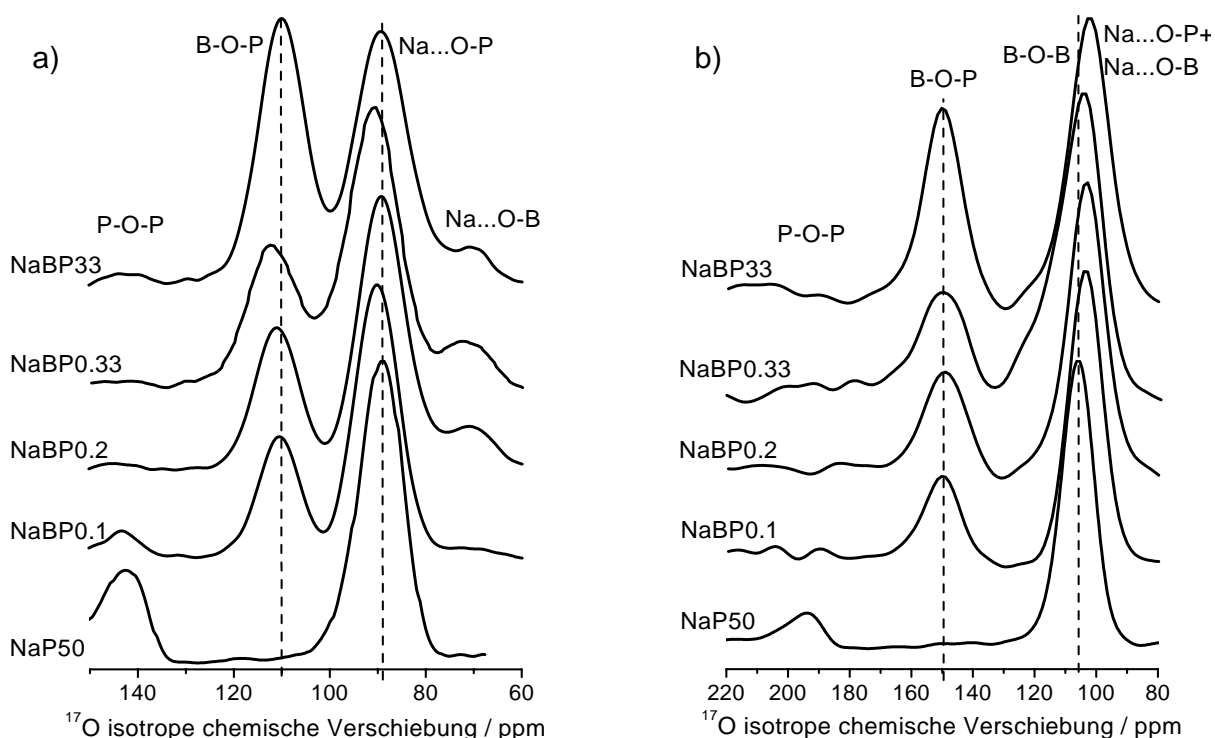 a)
B-O-P
Na...O-P
P-O-P
Na...O-B
NaBP33
NaBP0.33
NaBP0.2
NaBP0.1
NaP50
140 120 100 80 60
17O isotrope chemische Verschiebung / ppm
b)
B-O-P
B-O-B
Na...O-P+
Na...O-B
P-O-P
NaBP33
NaBP0.33
NaBP0.2
NaBP0.1
NaP50
220 200 180 160 140 120 100 80
17O isotrope chemische Verschiebung / ppm